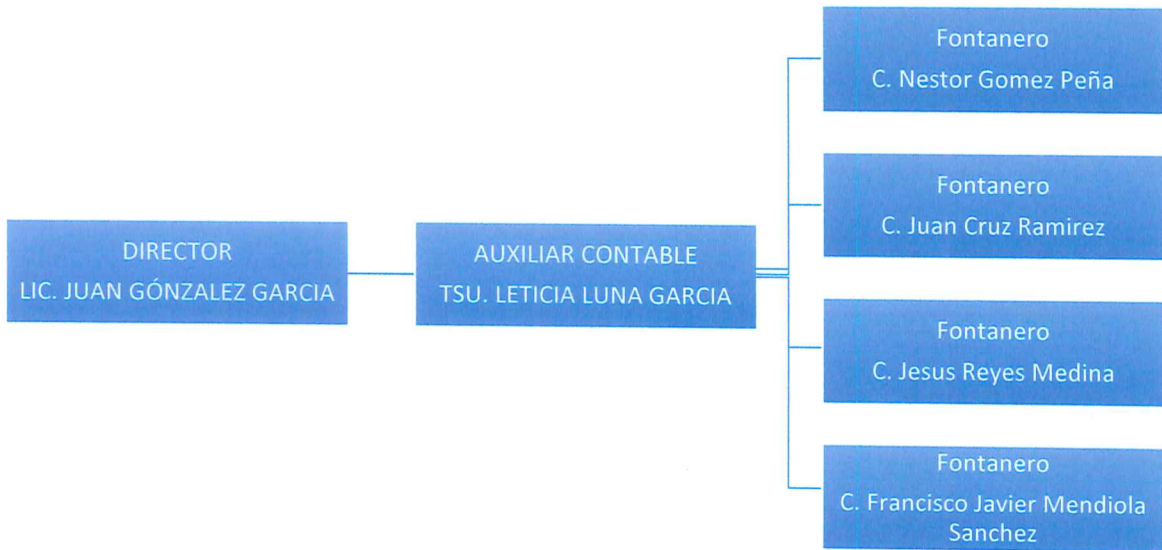 DIRECTOR
LIC. JUAN GÓNZALEZ GARCIA
AUXILIAR CONTABLE
TSU. LETICIA LUNA GARCIA
Fontanero
C. Nestor Gomez Peña
Fontanero
C. Juan Cruz Ramirez
Fontanero
C. Jesus Reyes Medina
Fontanero
C. Francisco Javier Mendiola
Sanchez